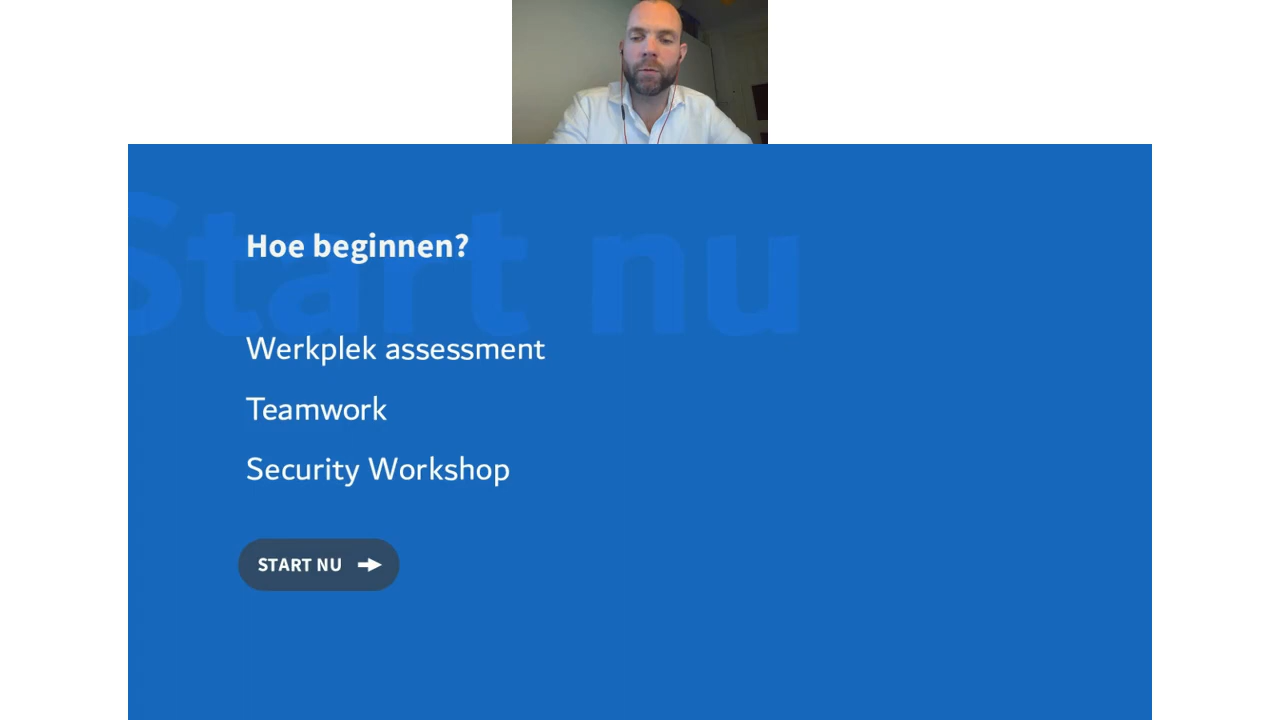 Start nu
Hoe beginnen?
Werkplek assessment
Teamwork
Security Workshop
START NU